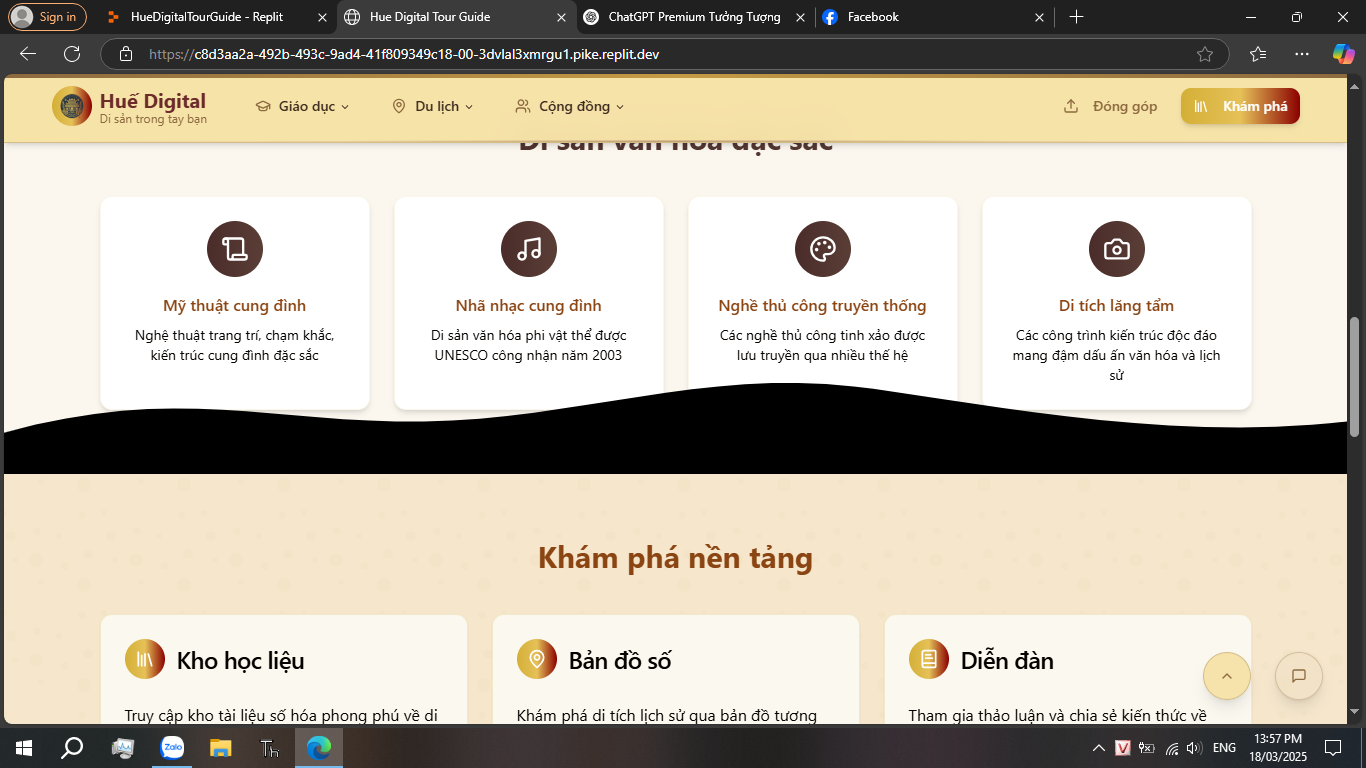 Sign in
HueDigitalTourGuide - Replit
Hue Digital Tour Guide
ChatGPT Premium Tưởng Tượng
Facebook
https://c8d3aa2a-492b-493c-9ad4-41f809349c18-00-3dvlal3xmrgu1.pike.replit.dev
Huế Digital
Di sản trong tay bạn
Giáo dục
Du lịch
Cộng đồng
Đóng góp
Khám phá
Di sản văn hóa đặc sắc
Mỹ thuật cung đình
Nghệ thuật trang trí, chạm khắc,
kiến trúc cung đình đặc sắc
Nhã nhạc cung đình
Di sản văn hóa phi vật thể được
UNESCO công nhận năm 2003
Nghề thủ công truyền thống
Các nghề thủ công tinh xảo được
lưu truyền qua nhiều thế hệ
Di tích lăng tẩm
Các công trình kiến trúc độc đáo
mang đậm dấu ấn văn hóa và lịch
sử
Khám phá nền tảng
Kho học liệu
Truy cập kho tài liệu số hóa phong phú về di
Bản đồ số
Khám phá di tích lịch sử qua bản đồ tương
Diễn đàn
Tham gia thảo luận và chia sẻ kiến thức về
Zalo
Th
V
ENG
13:57 PM
18/03/2025